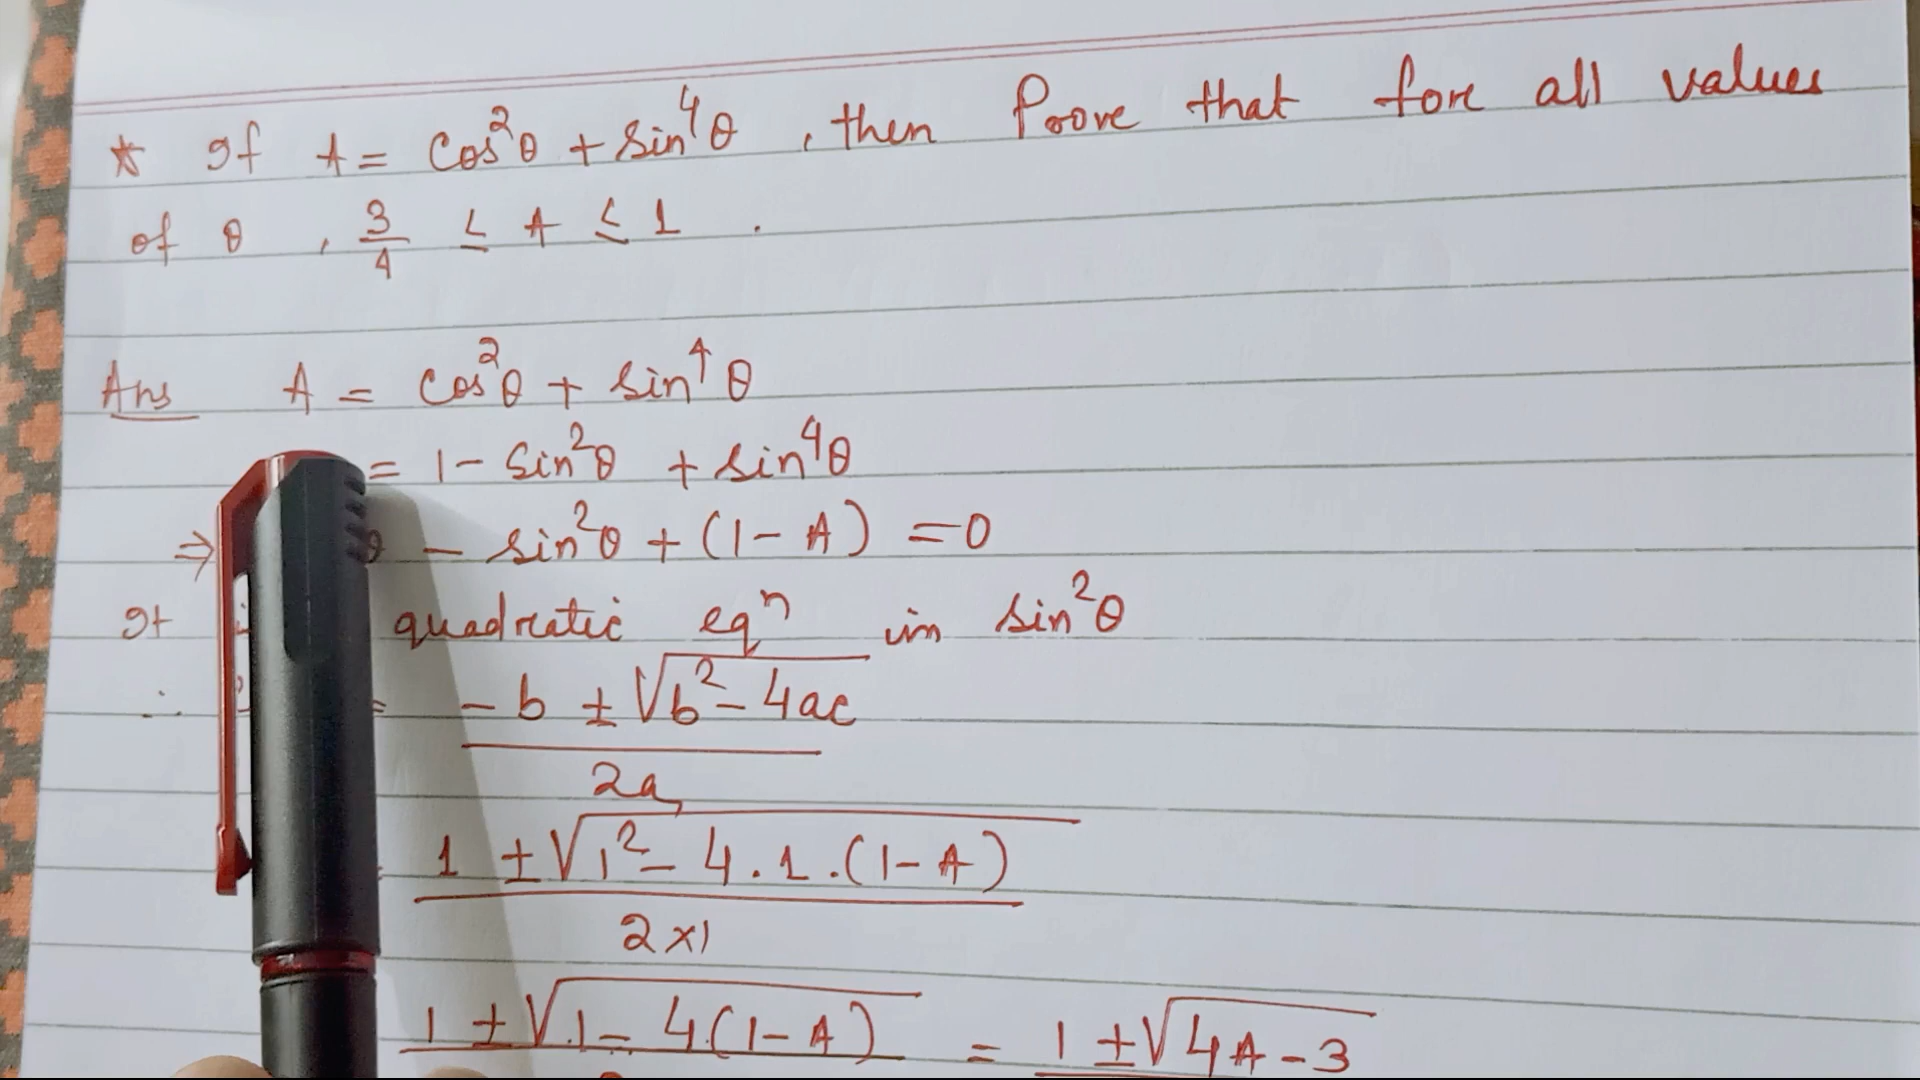 * If A = cos²θ + sin⁴θ, then Prove that for all values
of θ, 3/4 ≤ A ≤ 1.
Ans A = cos²θ + sin⁴θ
= 1 - sin²θ + sin⁴θ
⇒ θ - sin²θ + (1 - A) = 0
It quadratic eqⁿ in sin²θ
∴ = -b ± √(b² - 4ac)
2a
1 ± √(1² - 4.1.(1 - A))
2×1
1 ± √(1 - 4.(1 - A)) = 1 ± √(4A - 3)